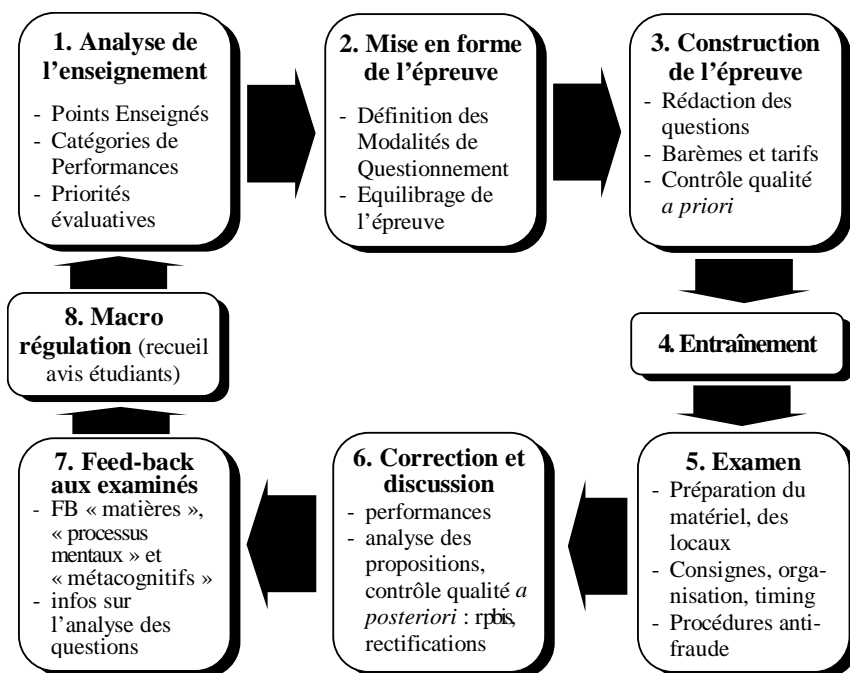 1. Analyse de
l’enseignement
- Points Enseignés
- Catégories de
Performances
- Priorités
évaluatives
2. Mise en forme
de l’épreuve
- Définition des
Modalités de
Questionnement
- Equilibrage de
l’épreuve
3. Construction
de l’épreuve
- Rédaction des
questions
- Barèmes et tarifs
- Contrôle qualité
a priori
4. Entraînement
5. Examen
- Préparation du
matériel, des
locaux
- Consignes, orga-
nisation, timing
- Procédures anti-
fraude
6. Correction et
discussion
- performances
- analyse des
propositions,
contrôle qualité a
posteriori : rpbis,
rectifications
7. Feed-back
aux examinés
- FB « matières »,
« processus
mentaux » et
« métacognitifs »
- infos sur
l’analyse des
questions
8. Macro
régulation (recueil
avis étudiants)